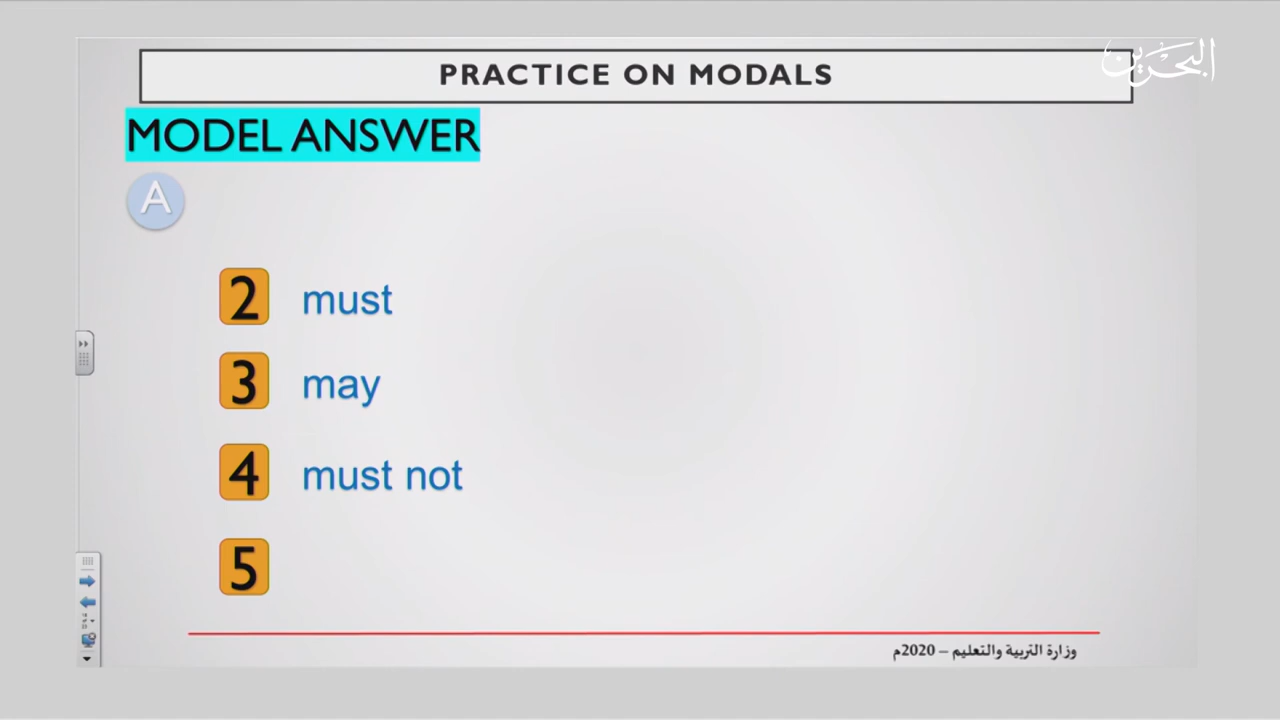 البحرين
PRACTICE ON MODALS
MODEL ANSWER
A
2 must
3 may
4 must not
5
وزارة التربية والتعليم – 2020م